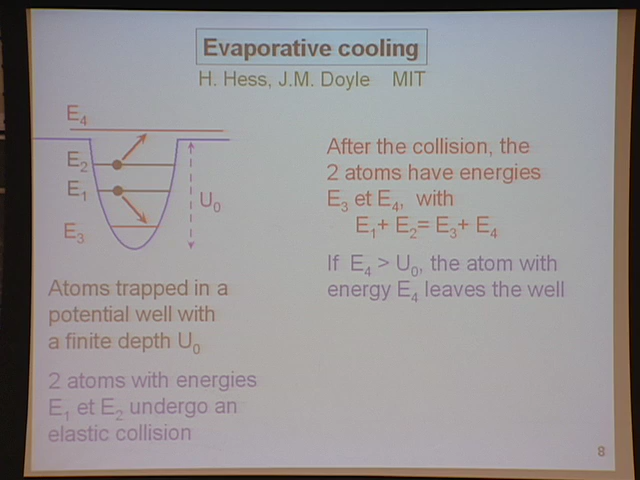 Evaporative cooling
H. Hess, J.M. Doyle MIT
E₄
E₂
E₁
U₀
E₃
Atoms trapped in a
potential well with
a finite depth U₀
2 atoms with energies
E₁ et E₂ undergo an
elastic collision
After the collision, the
2 atoms have energies
E₃ et E₄, with
E₁+ E₂= E₃+ E₄
If E₄ > U₀, the atom with
energy E₄ leaves the well
8